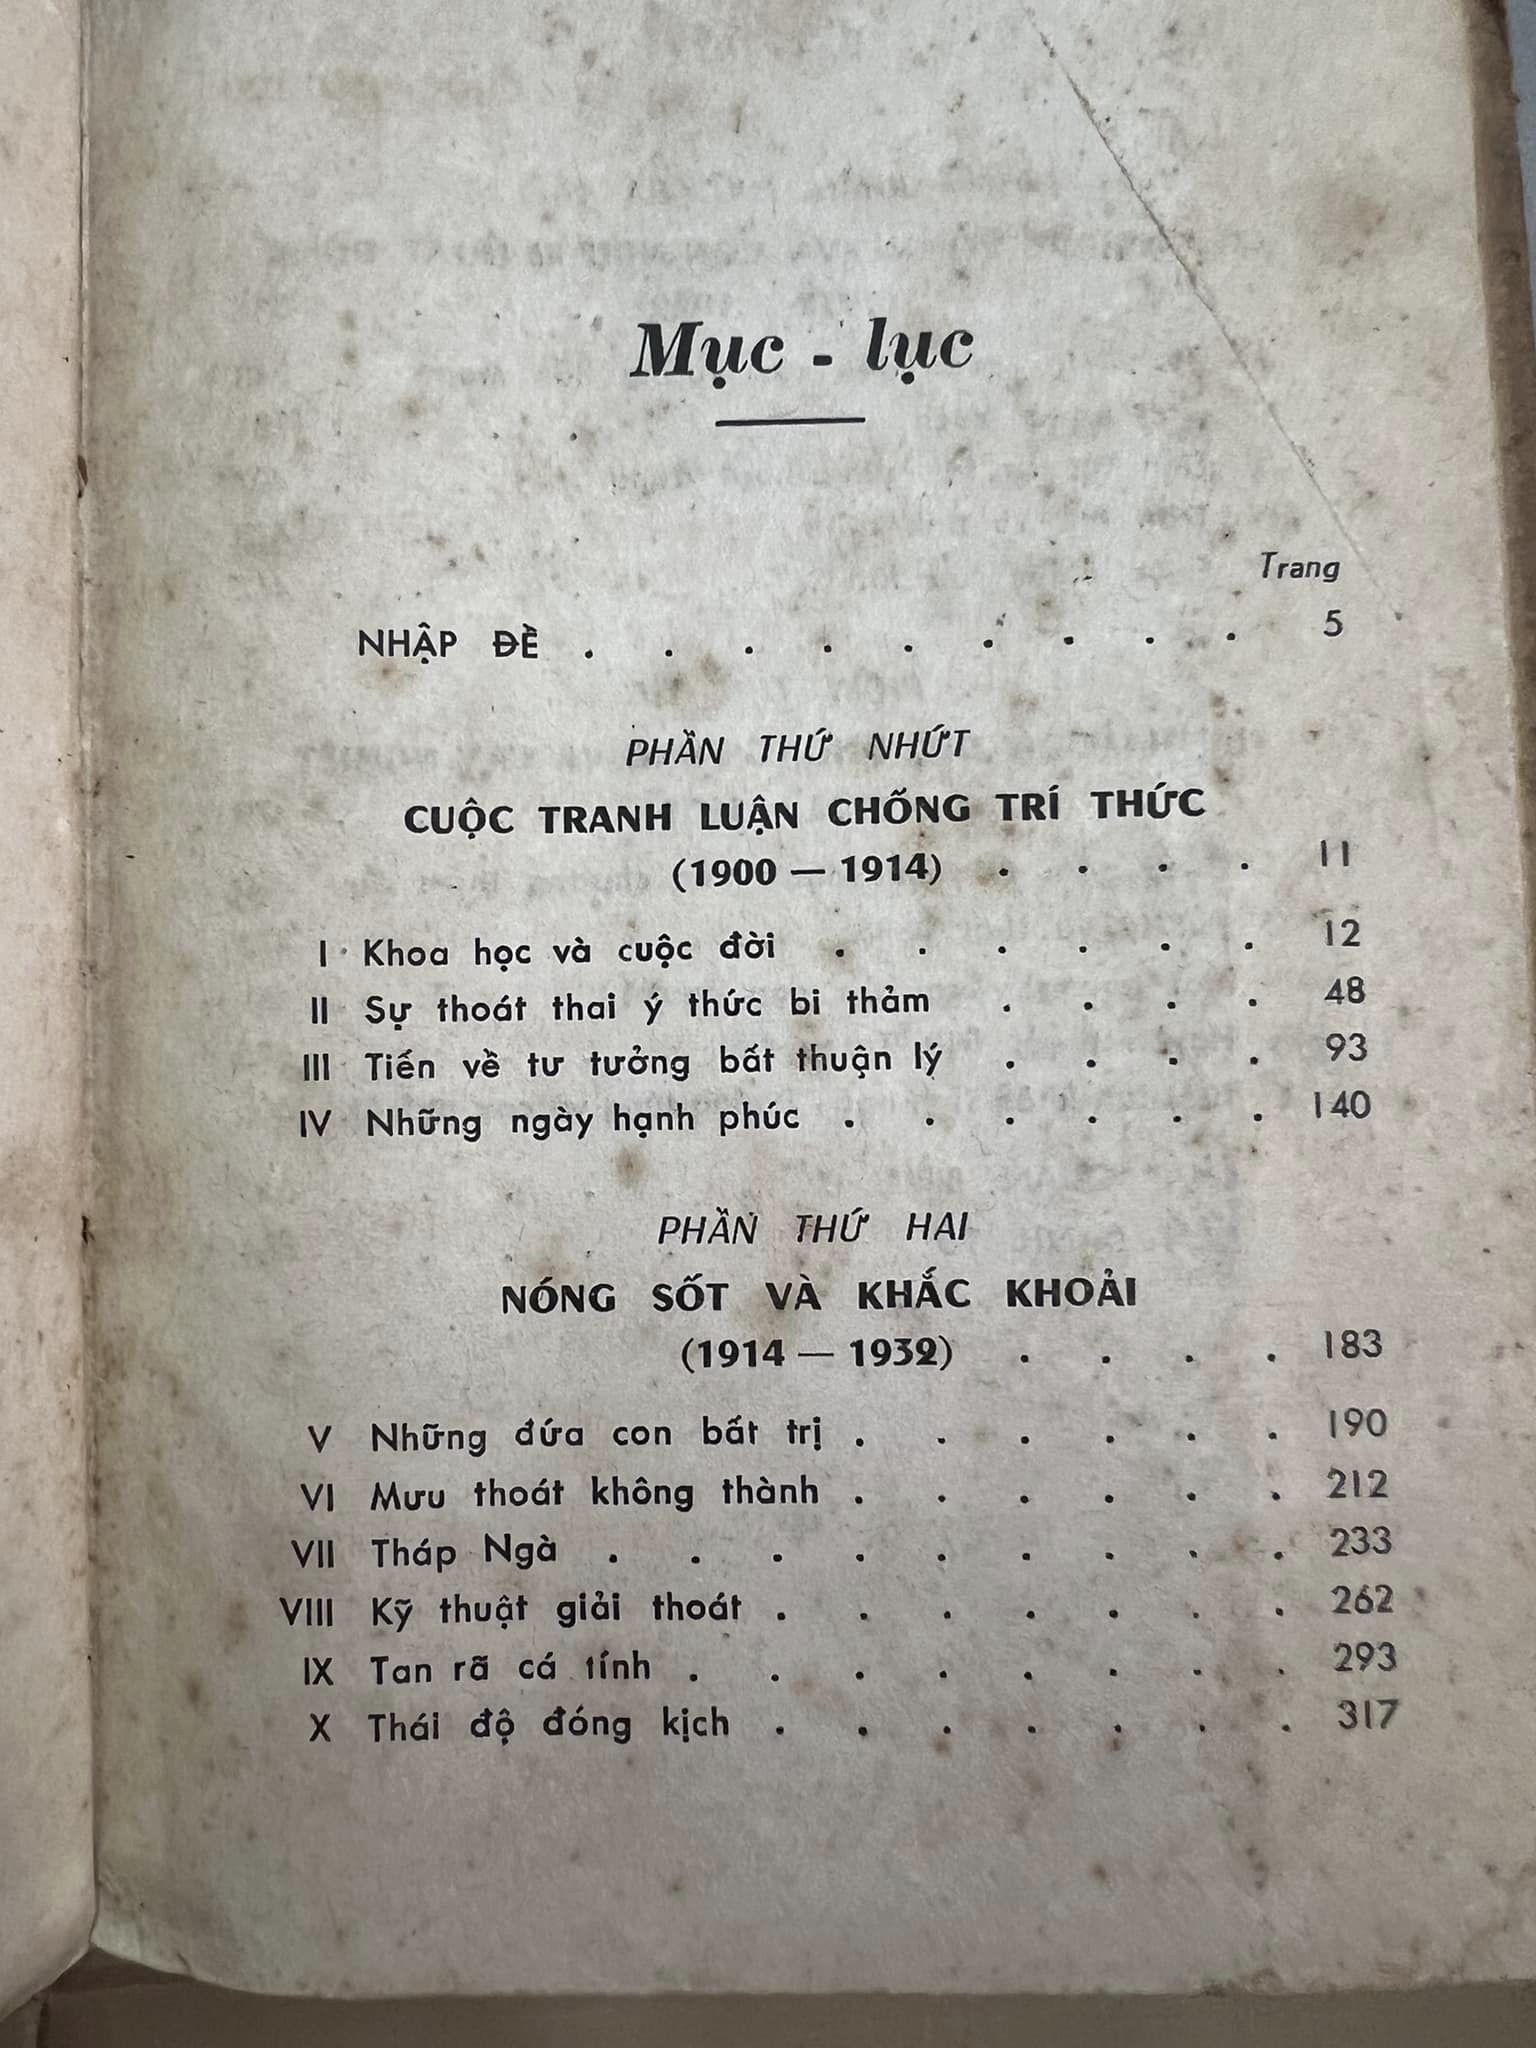 Mục - lục
Trang
NHẬP ĐỀ . . . . . . . . . 5
PHẦN THỨ NHỨT
CUỘC TRANH LUẬN CHỐNG TRÍ THỨC
(1900 — 1914) . . . . 11
I Khoa học và cuộc đời . . . . . . 12
II Sự thoát thai ý thức bi thảm . . . . 48
III Tiến về tư tưởng bất thuận lý . . . . 93
IV Những ngày hạnh phúc . . . . . . 140
PHẦN THỨ HAI
NÓNG SỐT VÀ KHẮC KHOẢI
(1914 — 1932) . . . . 183
V Những đứa con bất trị . . . . . . 190
VI Mưu thoát không thành . . . . . . 212
VII Tháp Ngà . . . . . . . . . 233
VIII Kỹ thuật giải thoát . . . . . . . 262
IX Tan rã cá tính . . . . . . . . 293
X Thái độ đóng kịch . . . . . . . 317